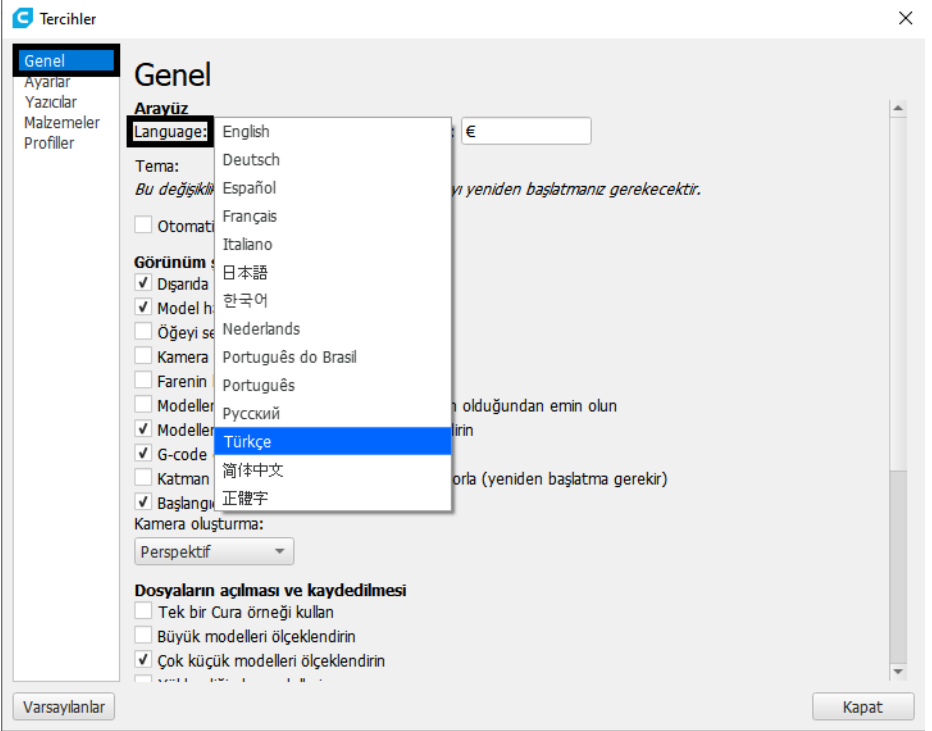 Tercihler
Genel
Ayarlar
Yazıcılar
Malzemeler
Profiller
Genel
Arayüz
Language:
€
English
Deutsch
Español
Français
Italiano
日本語
한국어
Nederlands
Português do Brasil
Português
Русский
Türkçe
简体中文
正體字
Tema:
Bu değişiklik yeniden başlatmanız gerekecektir.
Otomati
Görünüm ş
Dışarıda
Model h
Öğeyi se
Kamera
Farenin
Modeller olduğundan emin olun
Modeller dirin
G-code
Katman orla (yeniden başlatma gerekir)
Başlangı
Kamera oluşturma:
Perspektif
Dosyaların açılması ve kaydedilmesi
Tek bir Cura örneği kullan
Büyük modelleri ölçeklendirin
Çok küçük modelleri ölçeklendirin
Varsayılanlar
Kapat